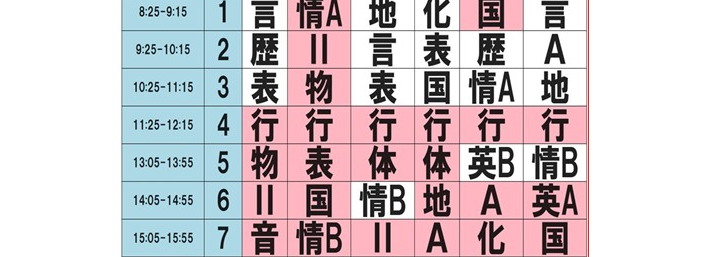 8:25-9:15 1 言 情A 地 化 国 言
9:25-10:15 2 歴 II 言 表 歴 A
10:25-11:15 3 表 物 表 国 情A 地
11:25-12:15 4 行 行 行 行 行 行
13:05-13:55 5 物 表 体 体 英B 情B
14:05-14:55 6 II 国 情B 地 A 英A
15:05-15:55 7 音 情B II A 化 国